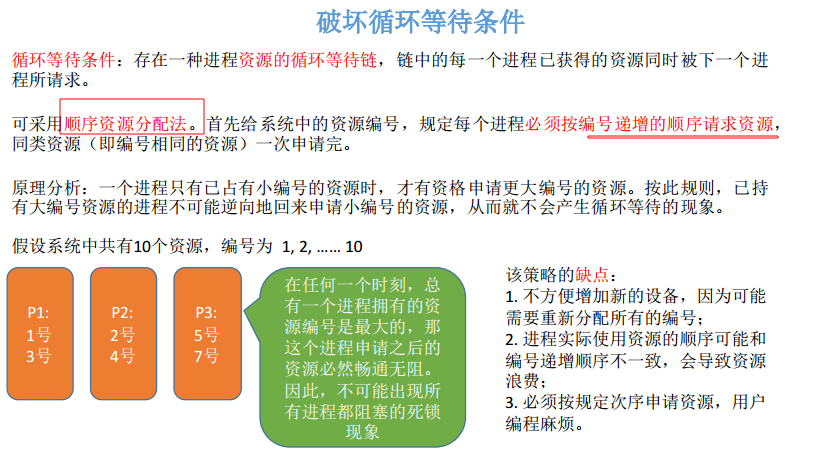 破坏循环等待条件
循环等待条件：存在一种进程资源的循环等待链，链中的每一个进程已获得的资源同时被下一个进
程所请求。
可采用顺序资源分配法。首先给系统中的资源编号，规定每个进程必须按编号递增的顺序请求资源，
同类资源（即编号相同的资源）一次申请完。
原理分析：一个进程只有已占有小编号的资源时，才有资格申请更大编号的资源。按此规则，已持
有大编号资源的进程不可能逆向地回来申请小编号的资源，从而就不会产生循环等待的现象。
假设系统中共有10个资源，编号为 1, 2, …… 10
P1:
1号
3号
P2:
2号
4号
P3:
5号
7号
在任何一个时刻，总
有一个进程拥有的资
源编号是最大的，那
这个进程申请之后的
资源必然畅通无阻。
因此，不可能出现所
有进程都阻塞的死锁
现象
该策略的缺点：
1. 不方便增加新的设备，因为可能
需要重新分配所有的编号；
2. 进程实际使用资源的顺序可能和
编号递增顺序不一致，会导致资源
浪费；
3. 必须按规定次序申请资源，用户
编程麻烦。